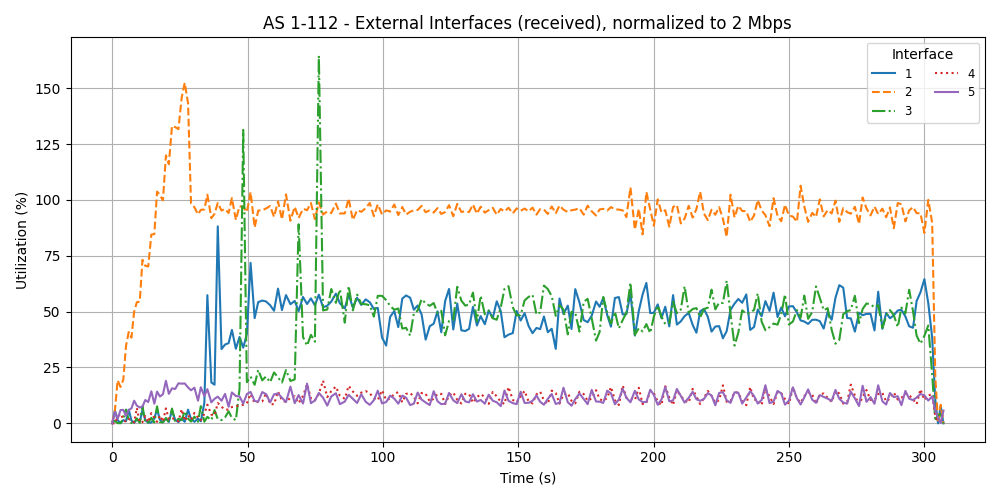 AS 1-112 - External Interfaces (received), normalized to 2 Mbps
Interface
1
2
3
4
5
Utilization (%)
150
125
100
75
50
25
0
0 50 100 150 200 250 300
Time (s)